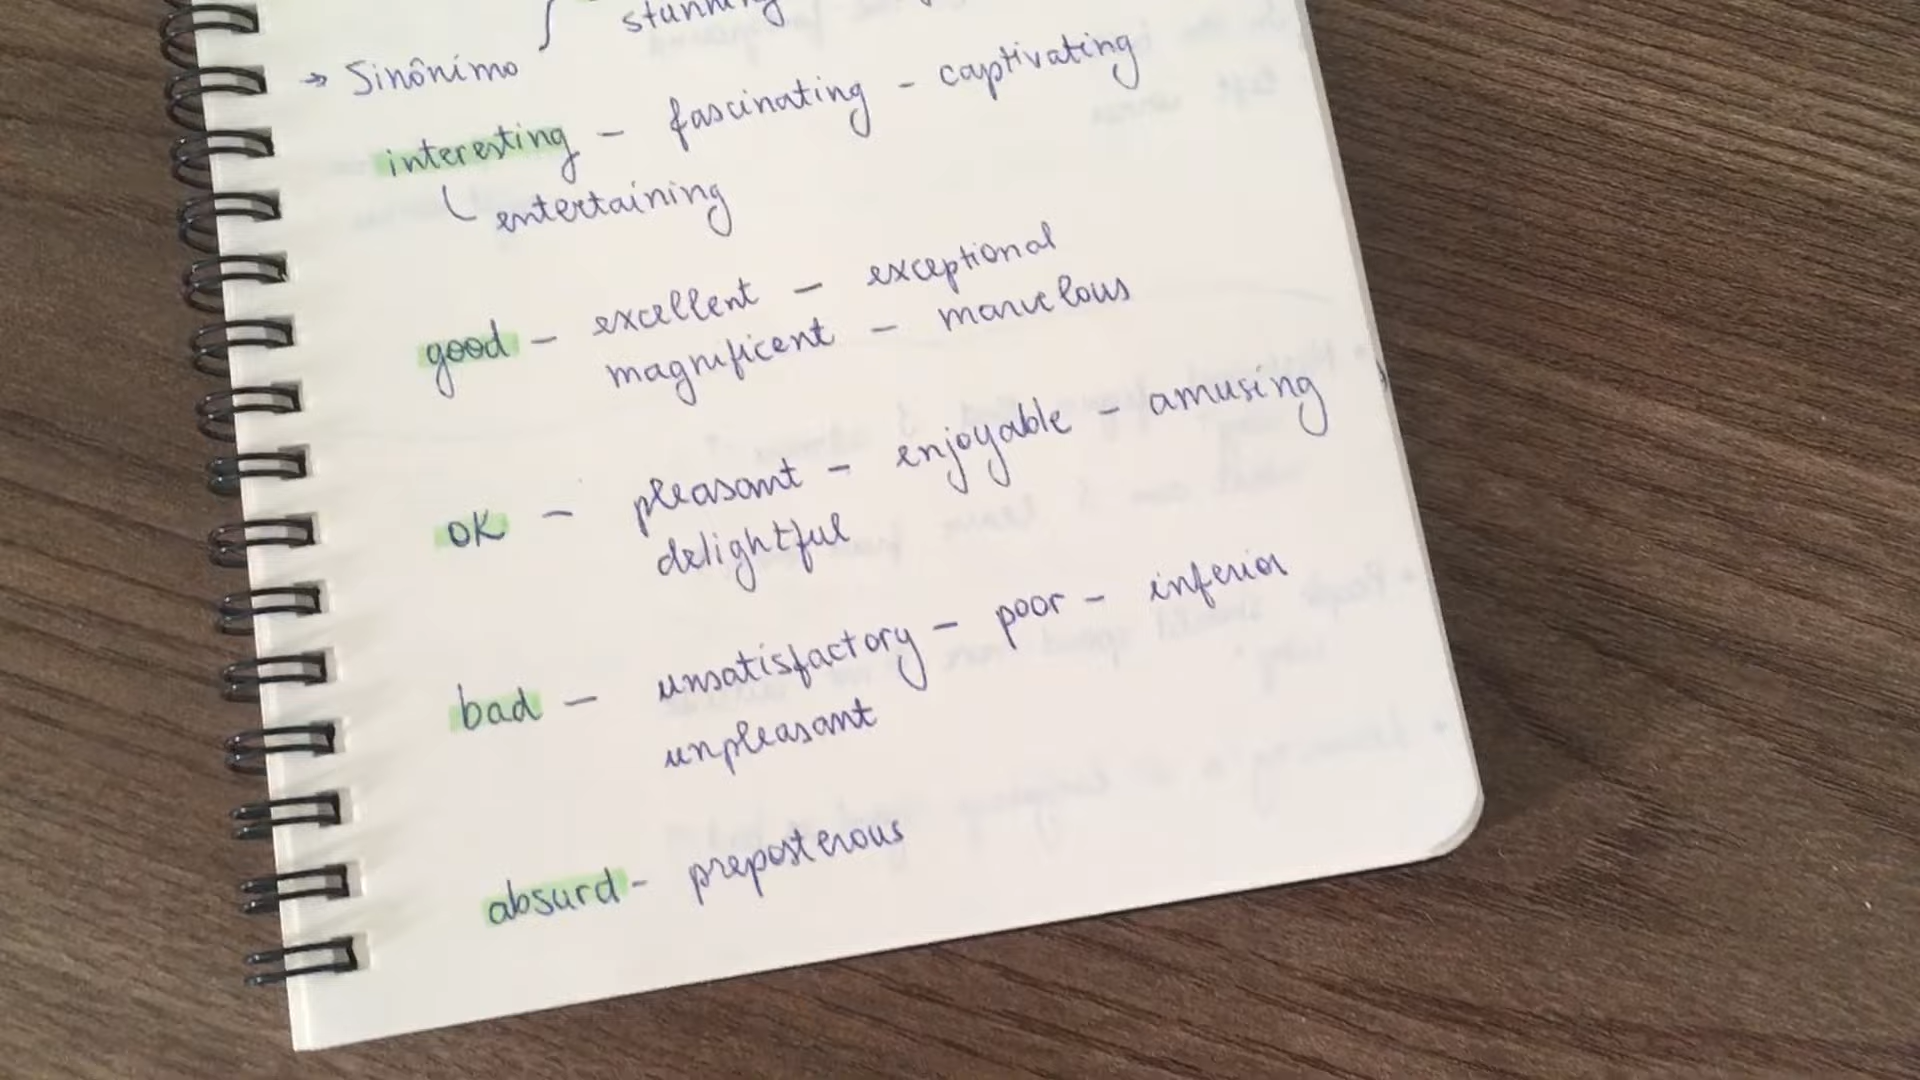 stunning
→ Sinônimo
interesting - fascinating - captivating
entertaining
good - excellent - exceptional
magnificent - marvelous
ok - pleasant - enjoyable - amusing
delightful
bad - unsatisfactory - poor - inferior
unpleasant
absurd - preposterous